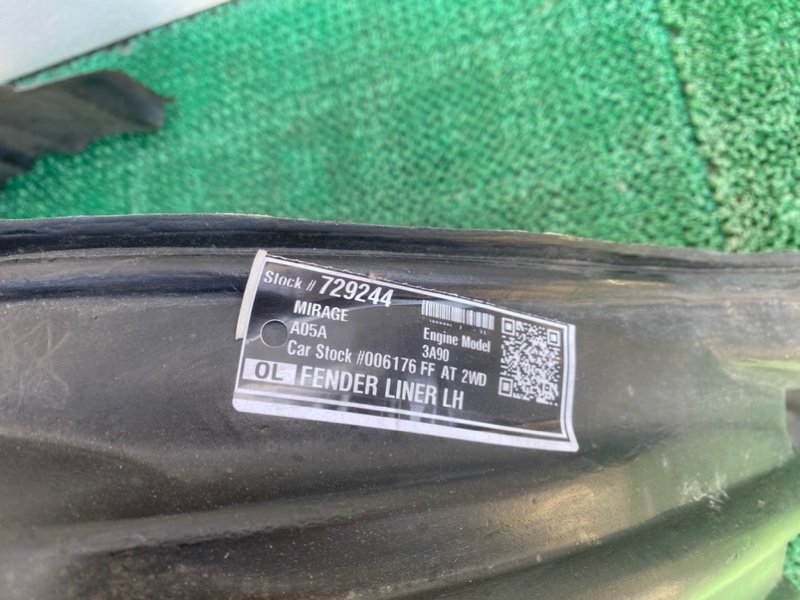 Stock # 729244
MIRAGE
A05A
Engine Model
3A90
Car Stock #006176 FF AT 2WD
OL FENDER LINER LH